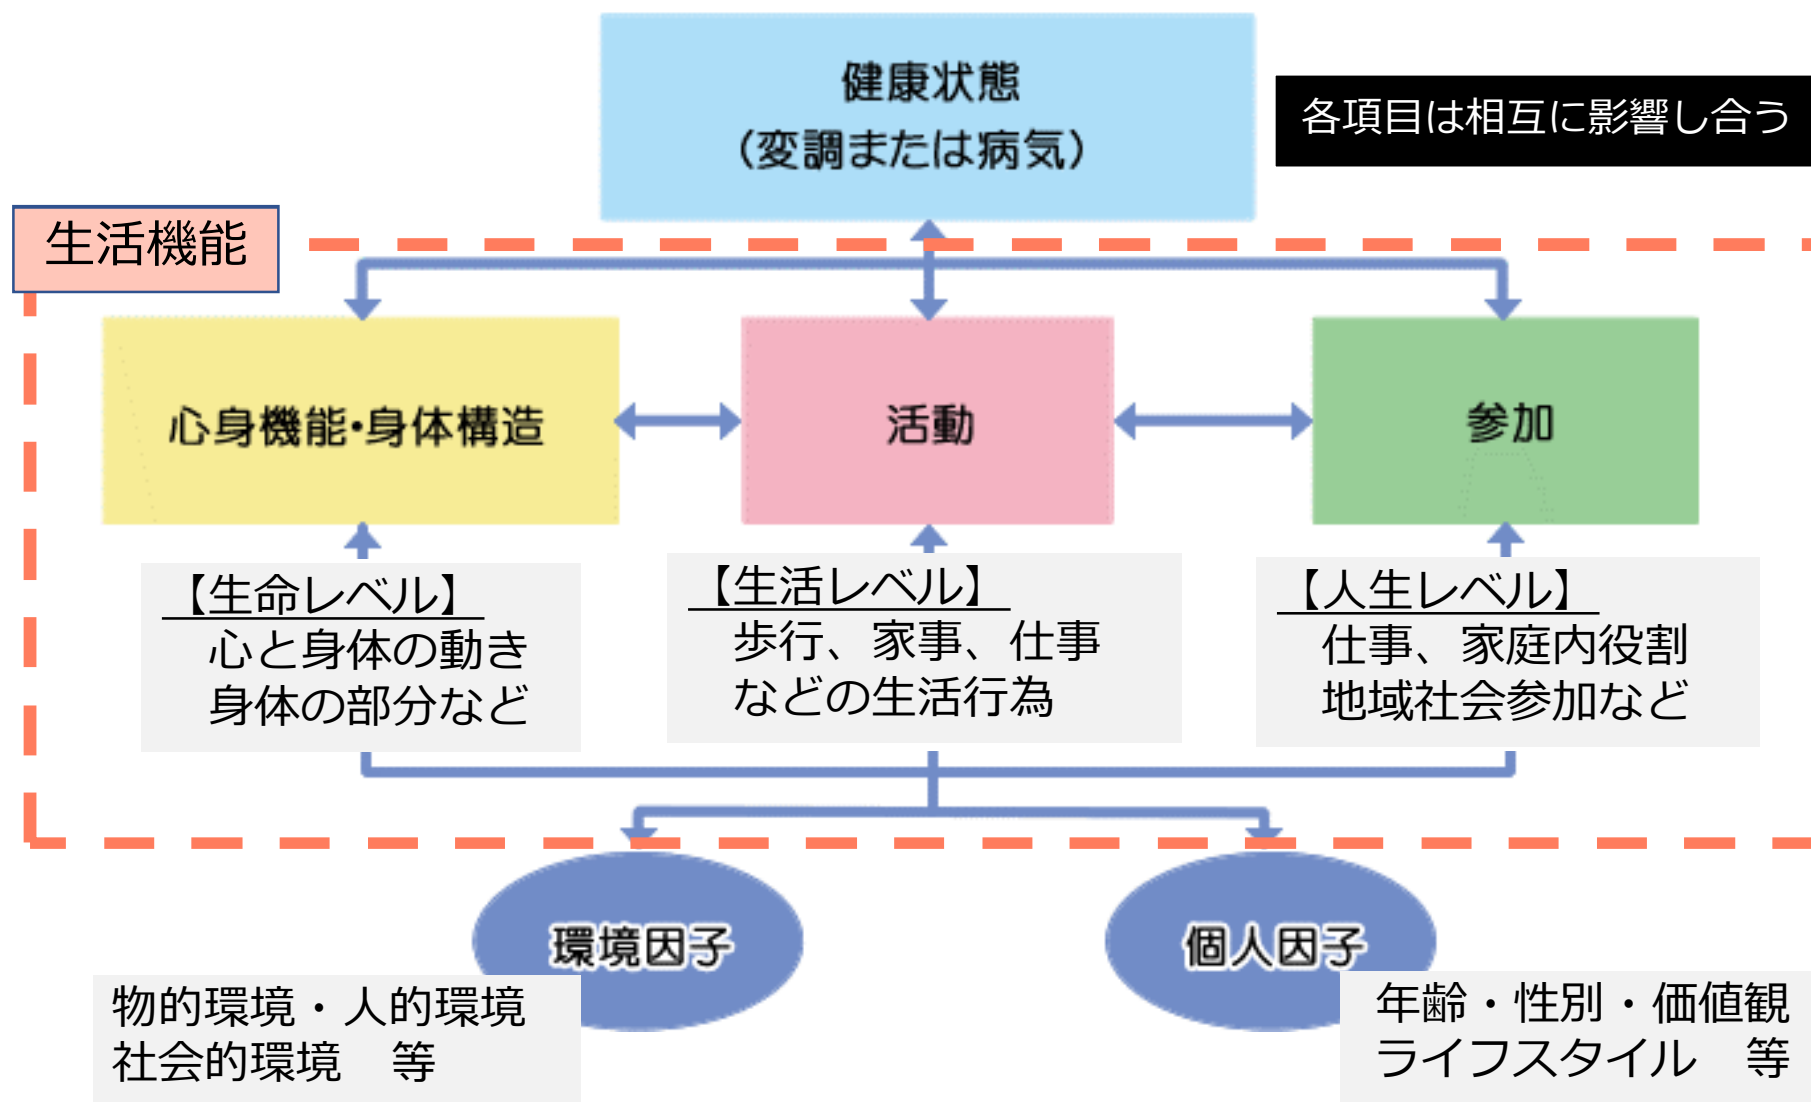 健康状態
（変調または病気）
各項目は相互に影響し合う
生活機能
心身機能・身体構造
活動
参加
【生命レベル】
心と身体の動き
身体の部分など
【生活レベル】
歩行、家事、仕事
などの生活行為
【人生レベル】
仕事、家庭内役割
地域社会参加など
環境因子
個人因子
物的環境・人的環境
社会的環境　等
年齢・性別・価値観
ライフスタイル　等